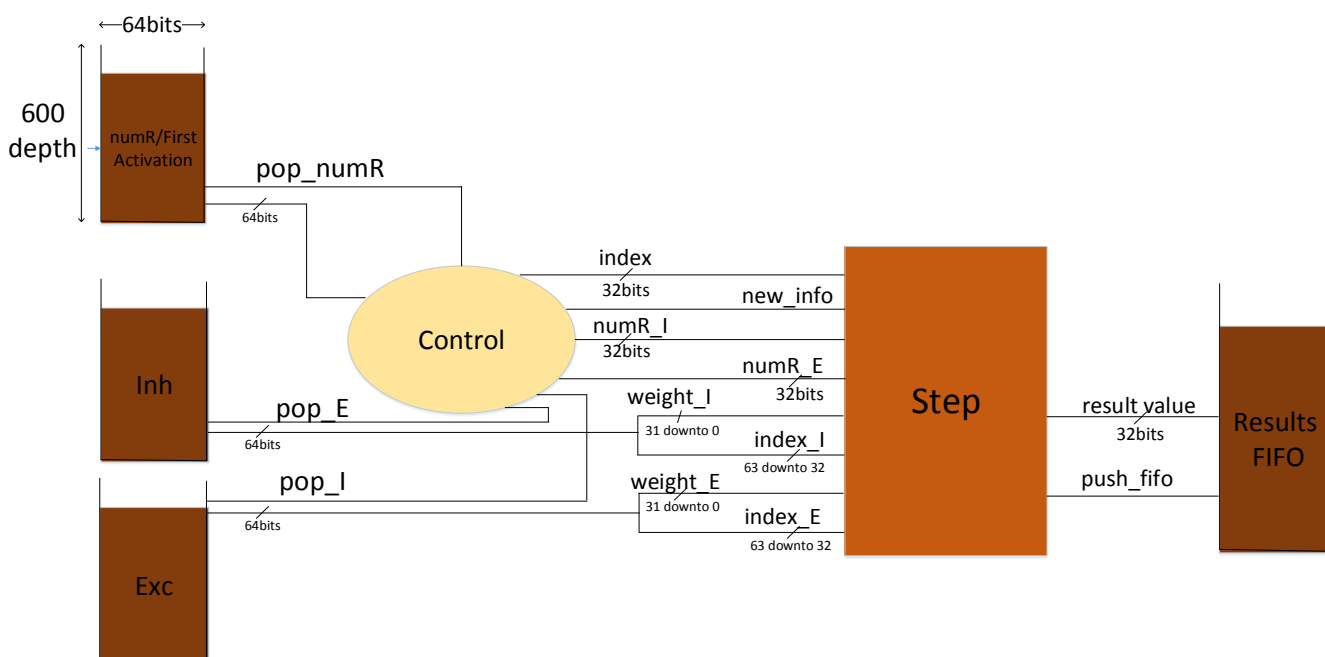 64bits
600
depth
numR/First
Activation
pop_numR
64bits
index
32bits
new_info
numR_I
32bits
numR_E
32bits
Control
Inh
pop_E
64bits
weight_I
31 downto 0
index_I
63 downto 32
Exc
pop_I
64bits
weight_E
31 downto 0
index_E
63 downto 32
Step
result value
32bits
push_fifo
Results
FIFO